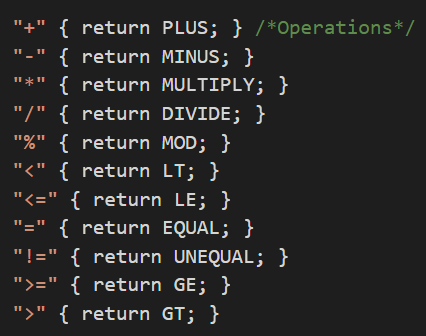 "+" { return PLUS; } /*Operations*/
"-" { return MINUS; }
"*" { return MULTIPLY; }
"/" { return DIVIDE; }
"%" { return MOD; }
"<" { return LT; }
"<=" { return LE; }
"=" { return EQUAL; }
"!=" { return UNEQUAL; }
">=" { return GE; }
">" { return GT; }